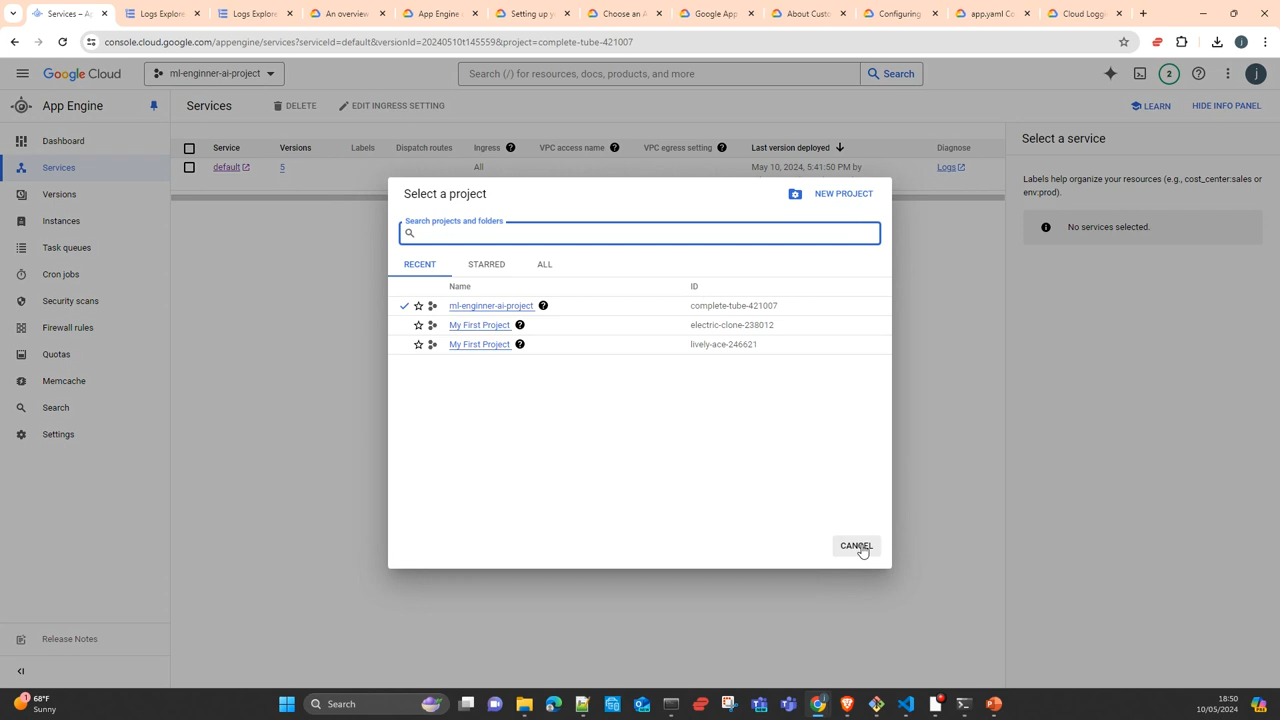 Services – Ap
Logs Explore
Logs Explore
An overview
App Engine
Setting up y
Choose an A
Google App
About Custo
Configuring
app.yaml Co
Cloud Loggi
console.cloud.google.com/appengine/services?serviceId=default&versionId=20240510t145559&project=complete-tube-421007
Google Cloud
ml-enginner-ai-project
Search (/) for resources, docs, products, and more
Search
2
j
App Engine
Services
DELETE
EDIT INGRESS SETTING
LEARN
HIDE INFO PANEL
Dashboard
Services
Versions
Instances
Task queues
Cron jobs
Security scans
Firewall rules
Quotas
Memcache
Search
Settings
Release Notes
Service
Versions
Labels
Dispatch routes
Ingress
VPC access name
VPC egress setting
Last version deployed
Diagnose
default
5
All
May 10, 2024, 5:41:50 PM by
Logs
Select a service
Labels help organize your resources (e.g., cost_center:sales or
env:prod).
No services selected.
Select a project
NEW PROJECT
Search projects and folders
RECENT
STARRED
ALL
Name
ID
ml-enginner-ai-project
complete-tube-421007
My First Project
electric-clone-238012
My First Project
lively-ace-246621
CANCEL
1
68°F
Sunny
Search
18:50
10/05/2024